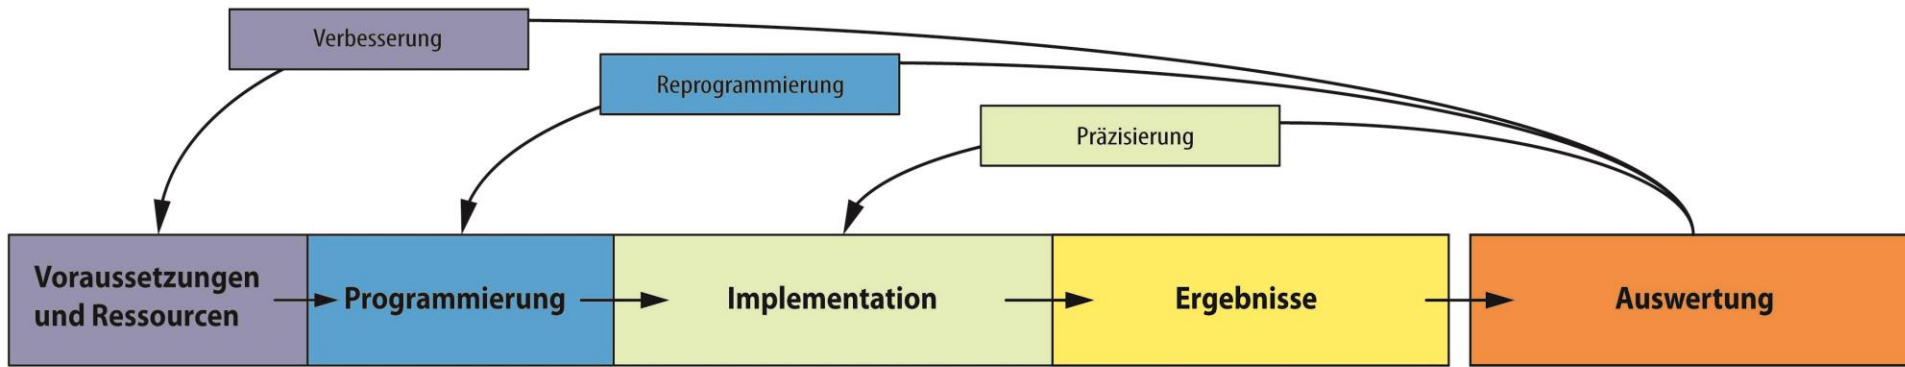 Verbesserung
Reprogrammierung
Präzisierung
Voraussetzungen
und Ressourcen
Programmierung
Implementation
Ergebnisse
Auswertung